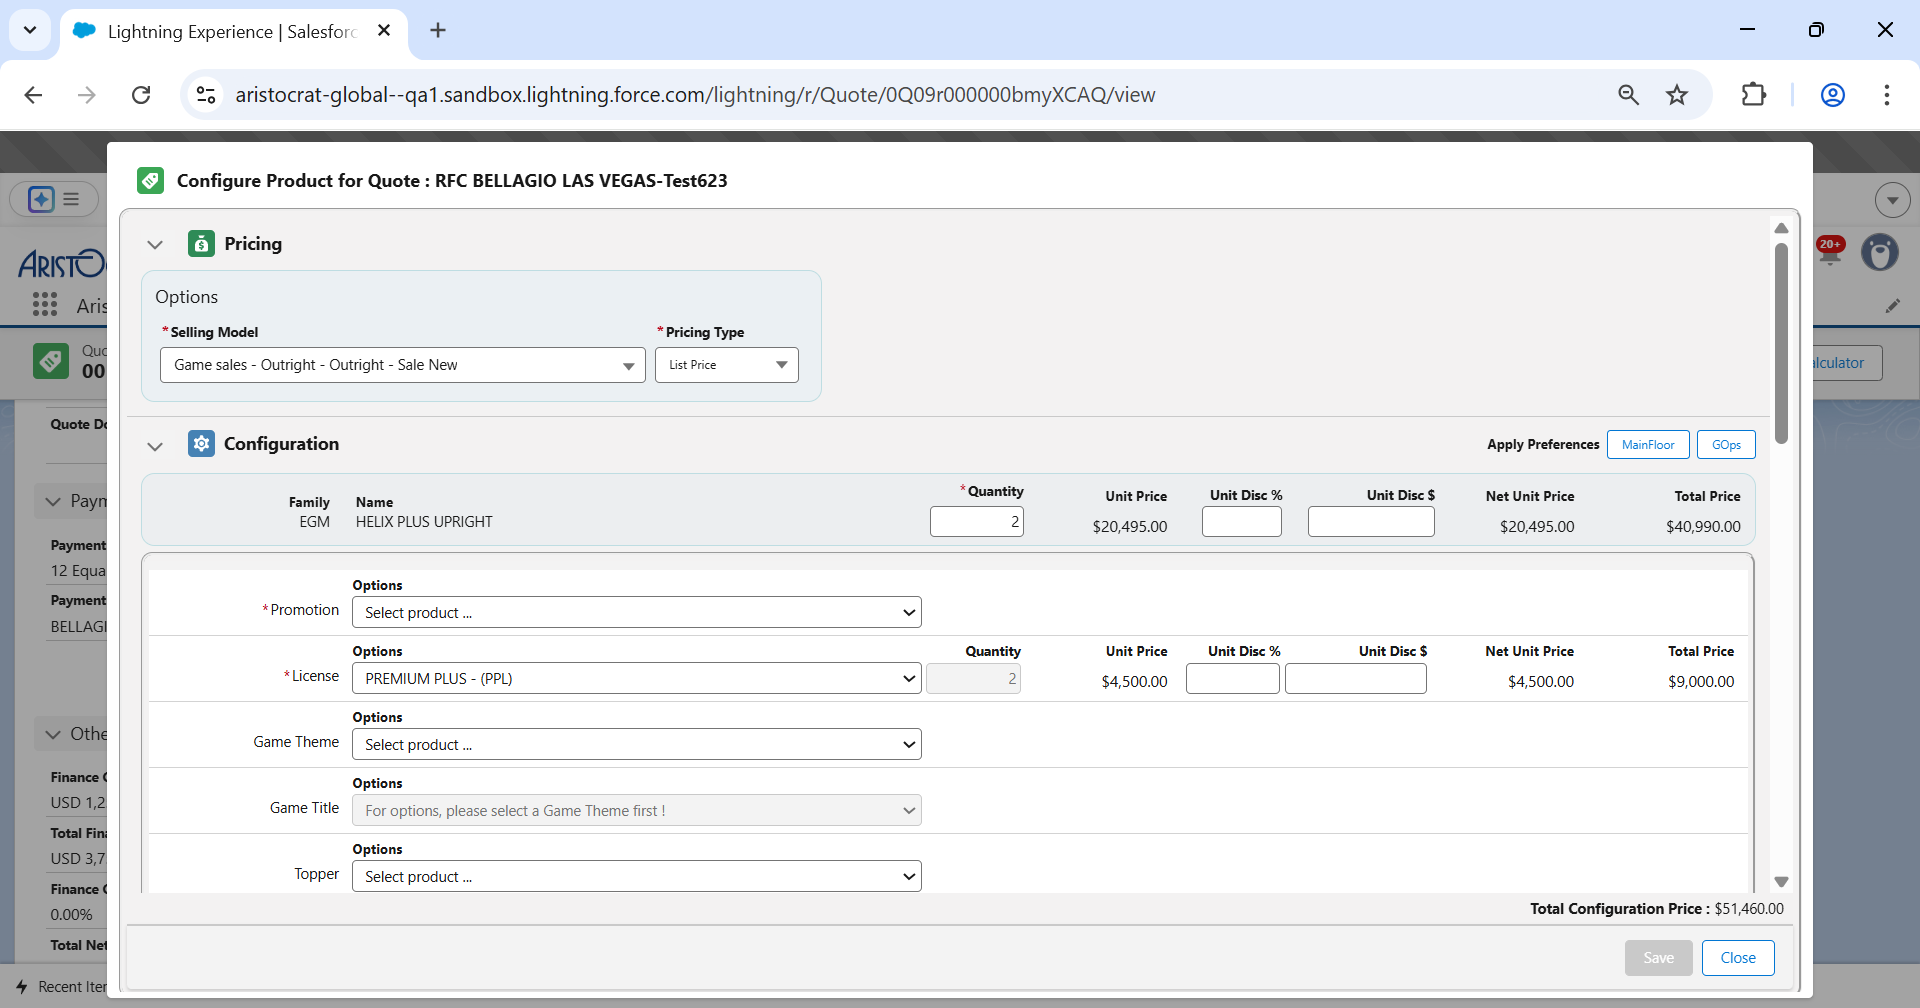 Lightning Experience | Salesforc
aristocrat-global--qa1.sandbox.lightning.force.com/lightning/r/Quote/0Q09r000000bmyXCAQ/view
Configure Product for Quote : RFC BELLAGIO LAS VEGAS-Test623
Pricing
Options
*Selling Model *Pricing Type
Game sales - Outright - Outright - Sale New List Price
Configuration
Apply Preferences MainFloor GOps
Family Name *Quantity Unit Price Unit Disc % Unit Disc $ Net Unit Price Total Price
EGM HELIX PLUS UPRIGHT 2 $20,495.00 $20,495.00 $40,990.00
Options
*Promotion Select product ...
Options Quantity Unit Price Unit Disc % Unit Disc $ Net Unit Price Total Price
*License PREMIUM PLUS - (PPL) 2 $4,500.00 $4,500.00 $9,000.00
Options
Game Theme Select product ...
Options
Game Title For options, please select a Game Theme first !
Options
Topper Select product ...
Total Configuration Price : $51,460.00
Save Close
ARISTO
Aris
20+
Quo
00
alculator
Quote Do
Paym
Payment
12 Equa
Payment
BELLAGI
Othe
Finance C
USD 1,2
Total Fina
USD 3,7
Finance C
0.00%
Total Net
Recent Iter